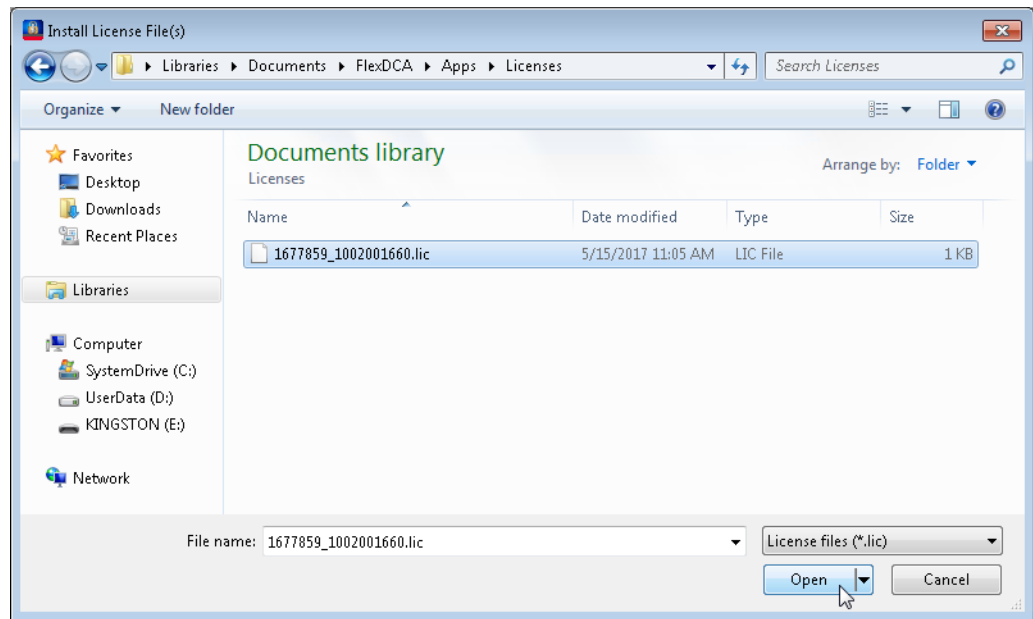 Install License File(s)
Libraries Documents FlexDCA Apps Licenses
Search Licenses
Organize New folder
Favorites
Desktop
Downloads
Recent Places
Libraries
Computer
SystemDrive (C:)
UserData (D:)
KINGSTON (E:)
Network
Documents library
Licenses
Arrange by: Folder
Name Date modified Type Size
1677859_1002001660.lic 5/15/2017 11:05 AM LIC File 1 KB
File name: 1677859_1002001660.lic License files (*.lic)
Open Cancel